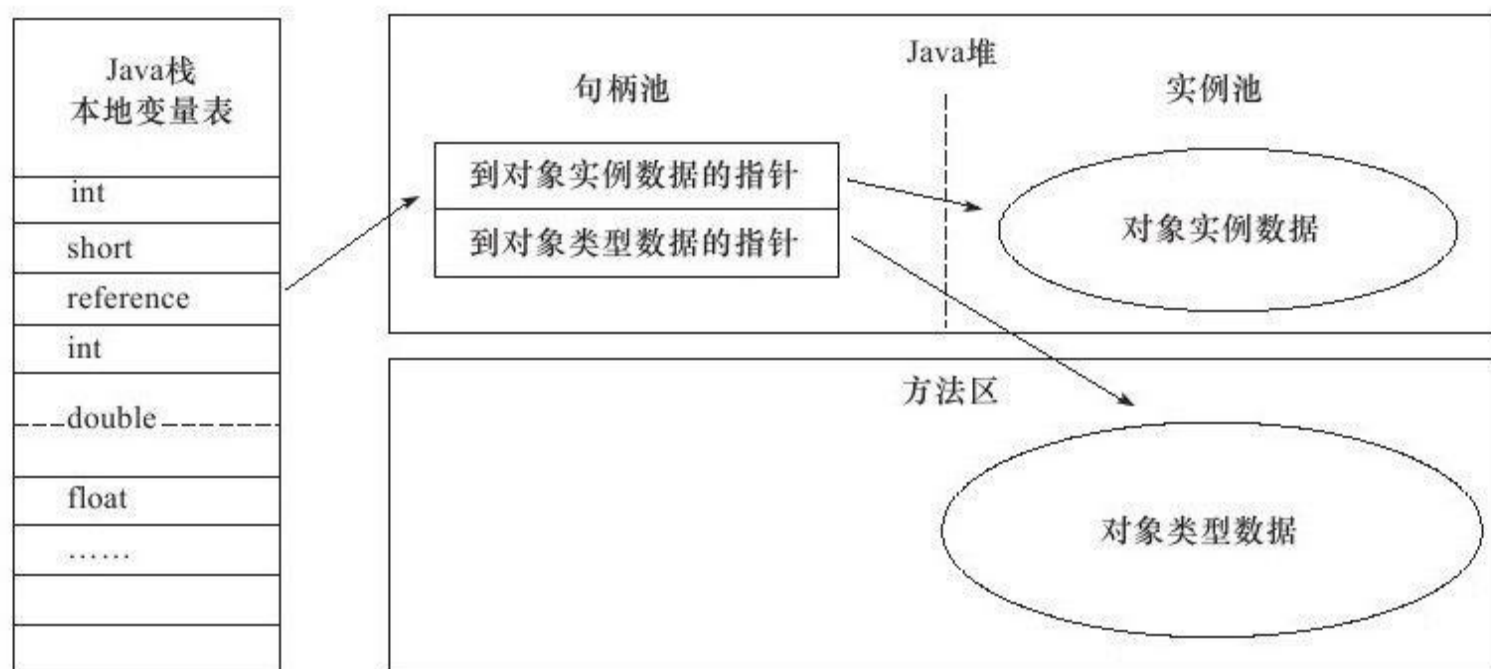 Java栈
本地变量表
int
short
reference
int
double
float
……
Java堆
句柄池
实例池
到对象实例数据的指针
到对象类型数据的指针
对象实例数据
方法区
对象类型数据